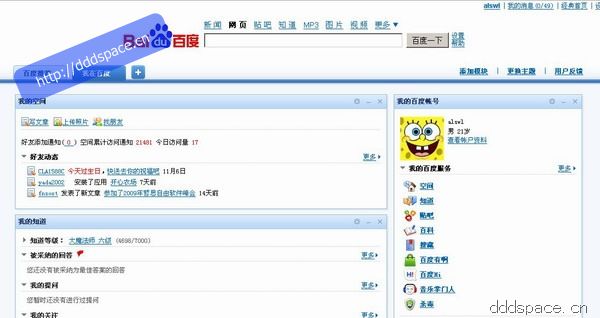 alswl | 我的消息(0/49) | 经典首页 |
新闻 网页 贴吧 知道 MP3 图片 视频 更多▼
Bai du 百度
百度一下
设置
帮助
http://dddspace.cn
我在百度
添加模块 | 更换主题 | 用户反馈
我的空间
写文章 上传照片 找朋友
好友添加通知(0) 空间累计访问通知 21481 今日访问量 17
好友动态 更多
CLA1588C 今天过生日,快送去你的祝福吧 11月6日
yada2002 安装了应用 开心农场 7天前
fnnost 发表了新文章 参加了2009年哲思自由软件峰会 14天前
我的知道
知道等级: 大魔法师 六级 (4698/7000)
被采纳的回答 更多
您还没有被采纳为最佳答案的回答
我的提问 更多
您暂时还没有进行过提问
我的关注 更多
我的百度帐号
alswl
男 21岁
查看帐户资料
我的百度服务
空间
知道
贴吧
百科
搜藏
百度有啊
Hi 百度Hi
音乐掌门人
杀毒
dddspace.cn